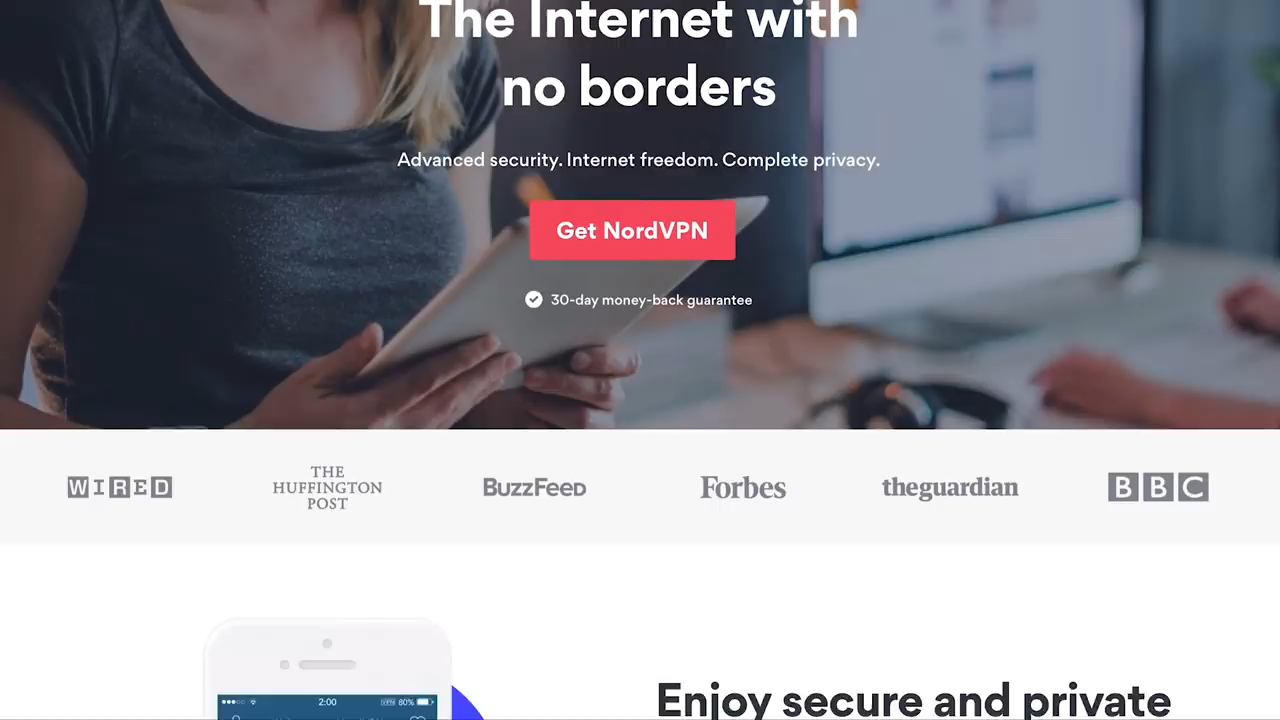 The Internet with
no borders
Advanced security. Internet freedom. Complete privacy.
Get NordVPN
30-day money-back guarantee
WIRED
THE
HUFFINGTON
POST
BuzzFeed
Forbes
theguardian
BBC
2:00
VPN 80%
Enjoy secure and private